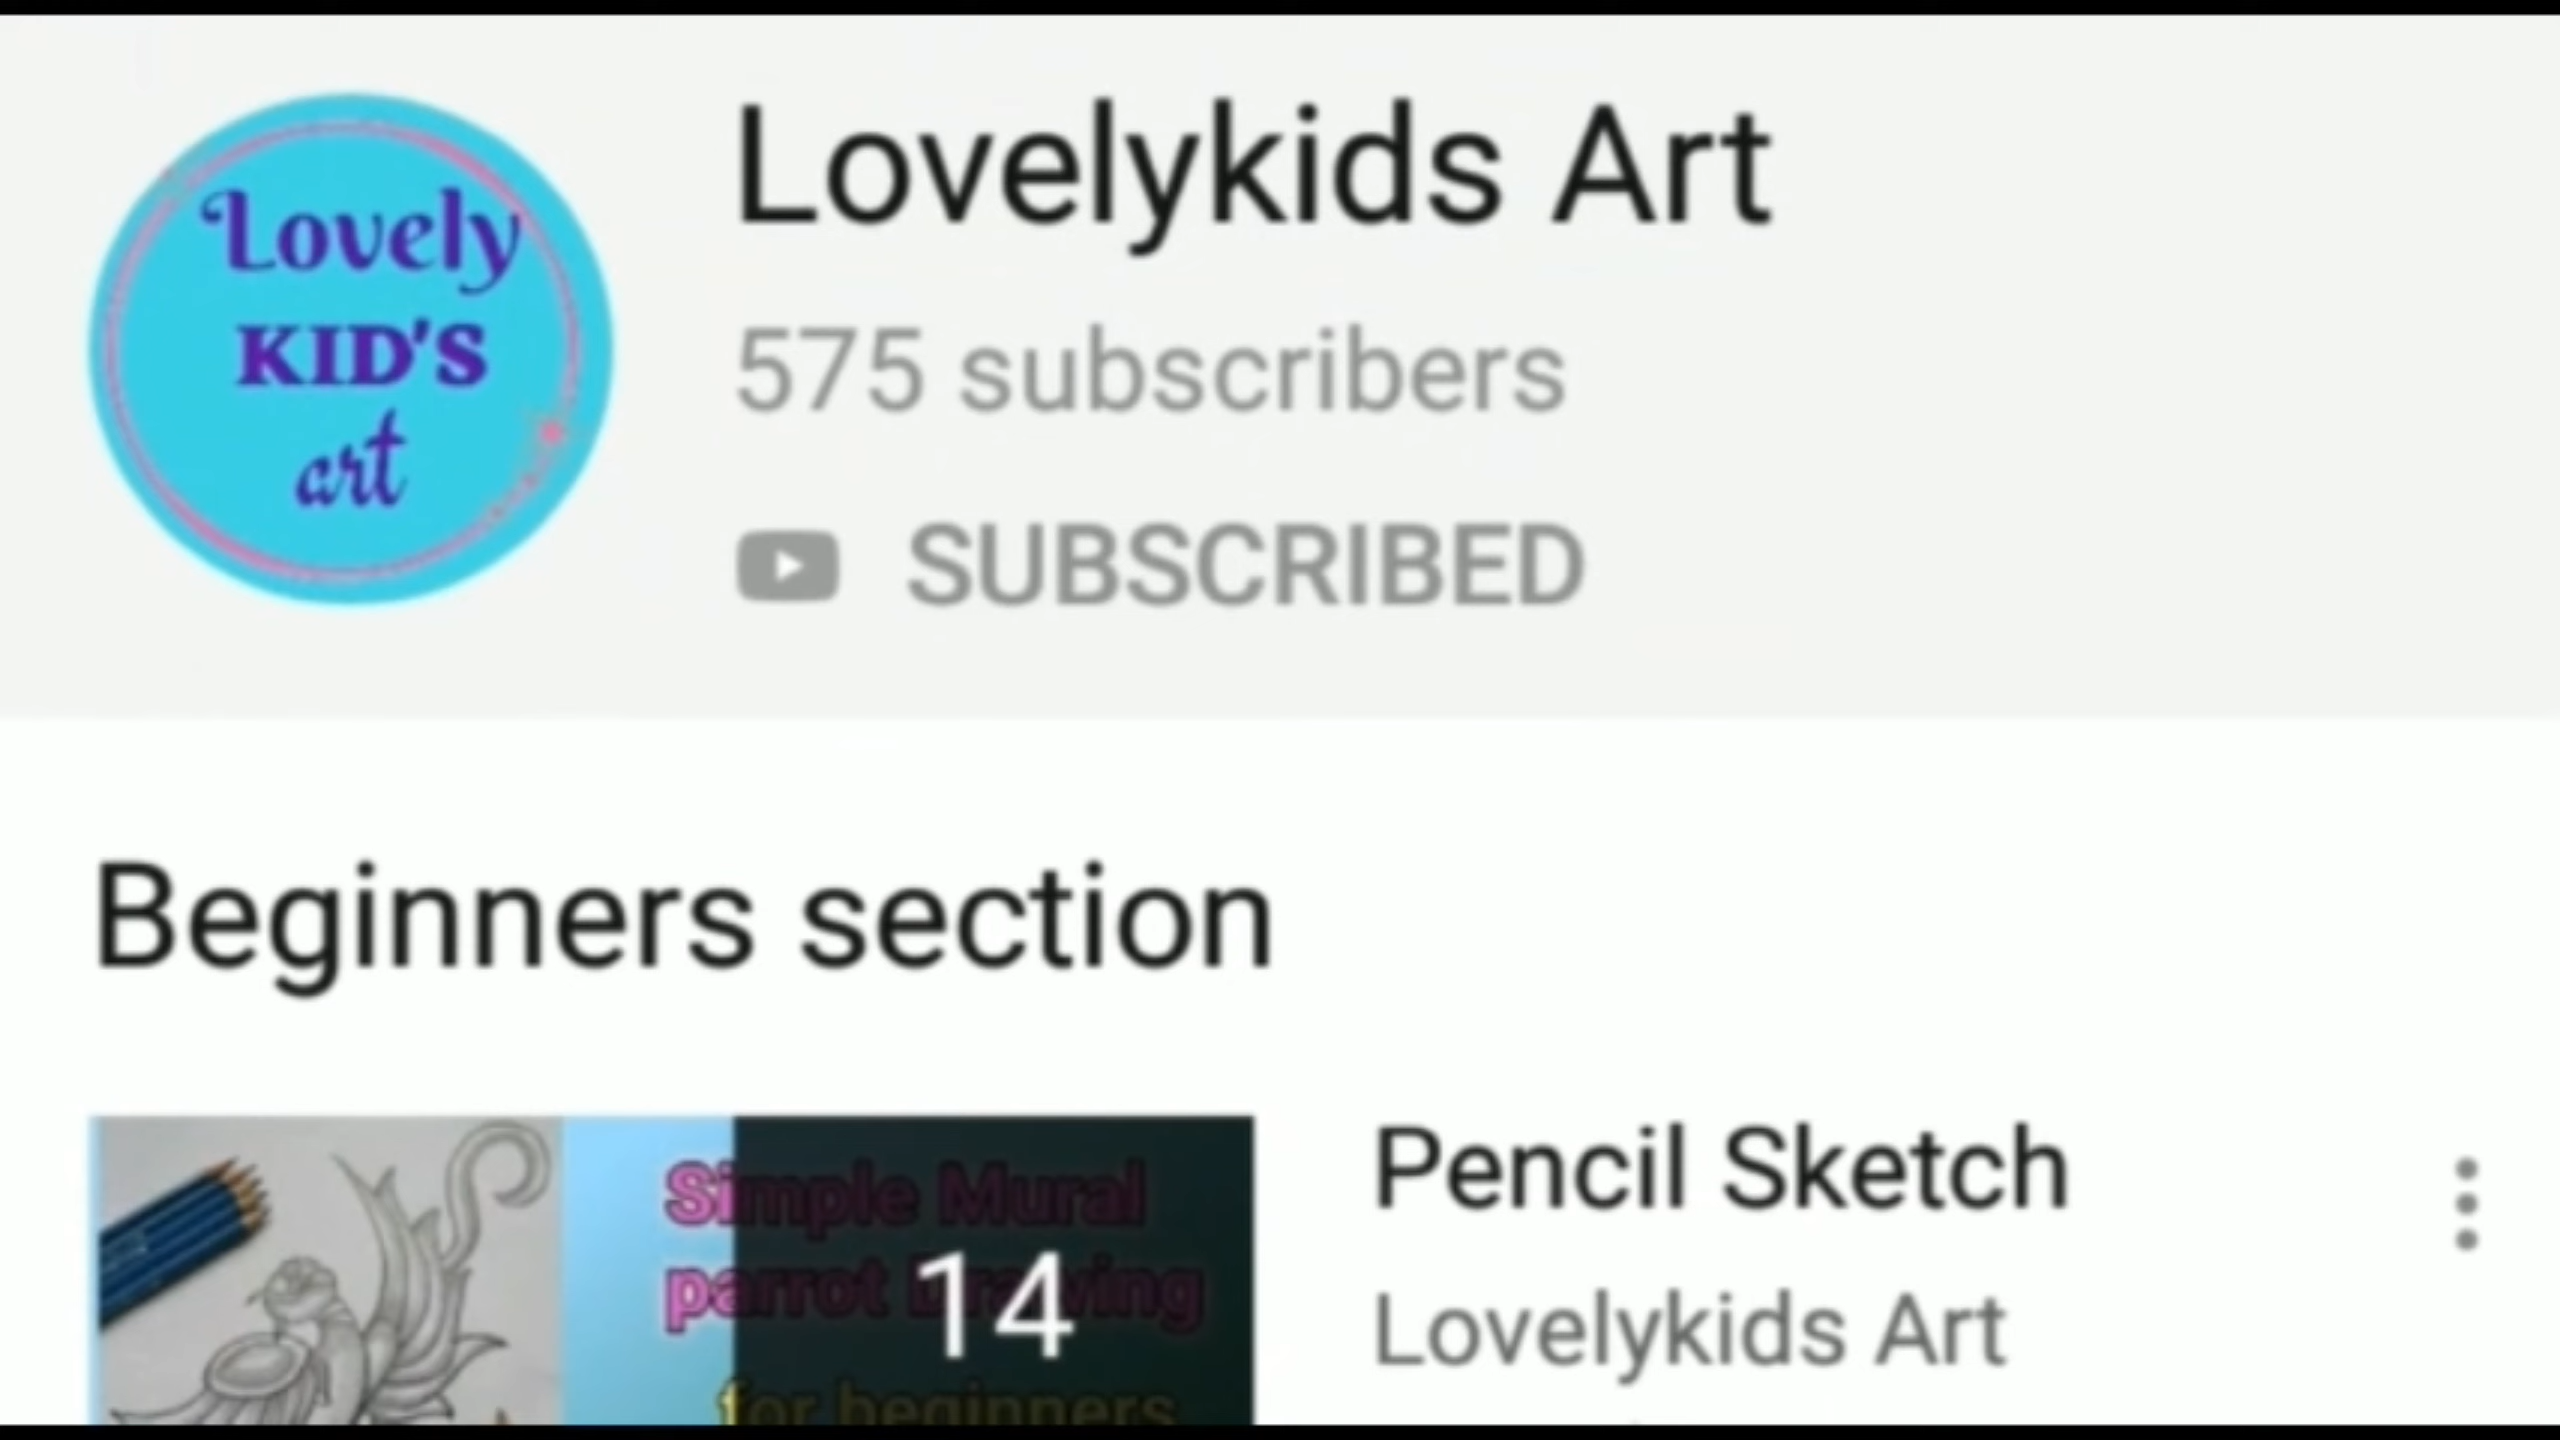 Lovely
KID'S
art
Lovelykids Art
575 subscribers
SUBSCRIBED
Beginners section
Simple Mural
parrot Drawing
for beginners
14
Pencil Sketch
Lovelykids Art